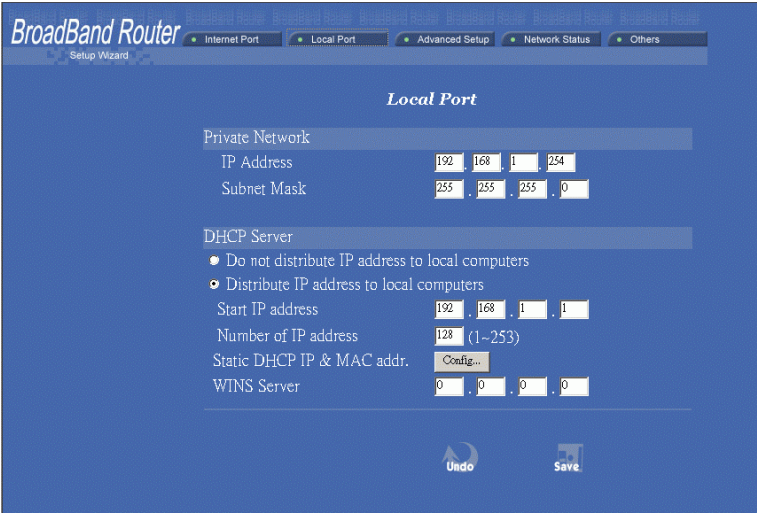 BroadBand Router
Setup Wizard
Internet Port
Local Port
Advanced Setup
Network Status
Others
Local Port
Private Network
IP Address 192 . 168 . 1 . 254
Subnet Mask 255 . 255 . 255 . 0
DHCP Server
Do not distribute IP address to local computers
Distribute IP address to local computers
Start IP address 192 . 168 . 1 . 1
Number of IP address 128 (1~253)
Static DHCP IP & MAC addr. Config...
WINS Server 0 . 0 . 0 . 0
Undo
Save